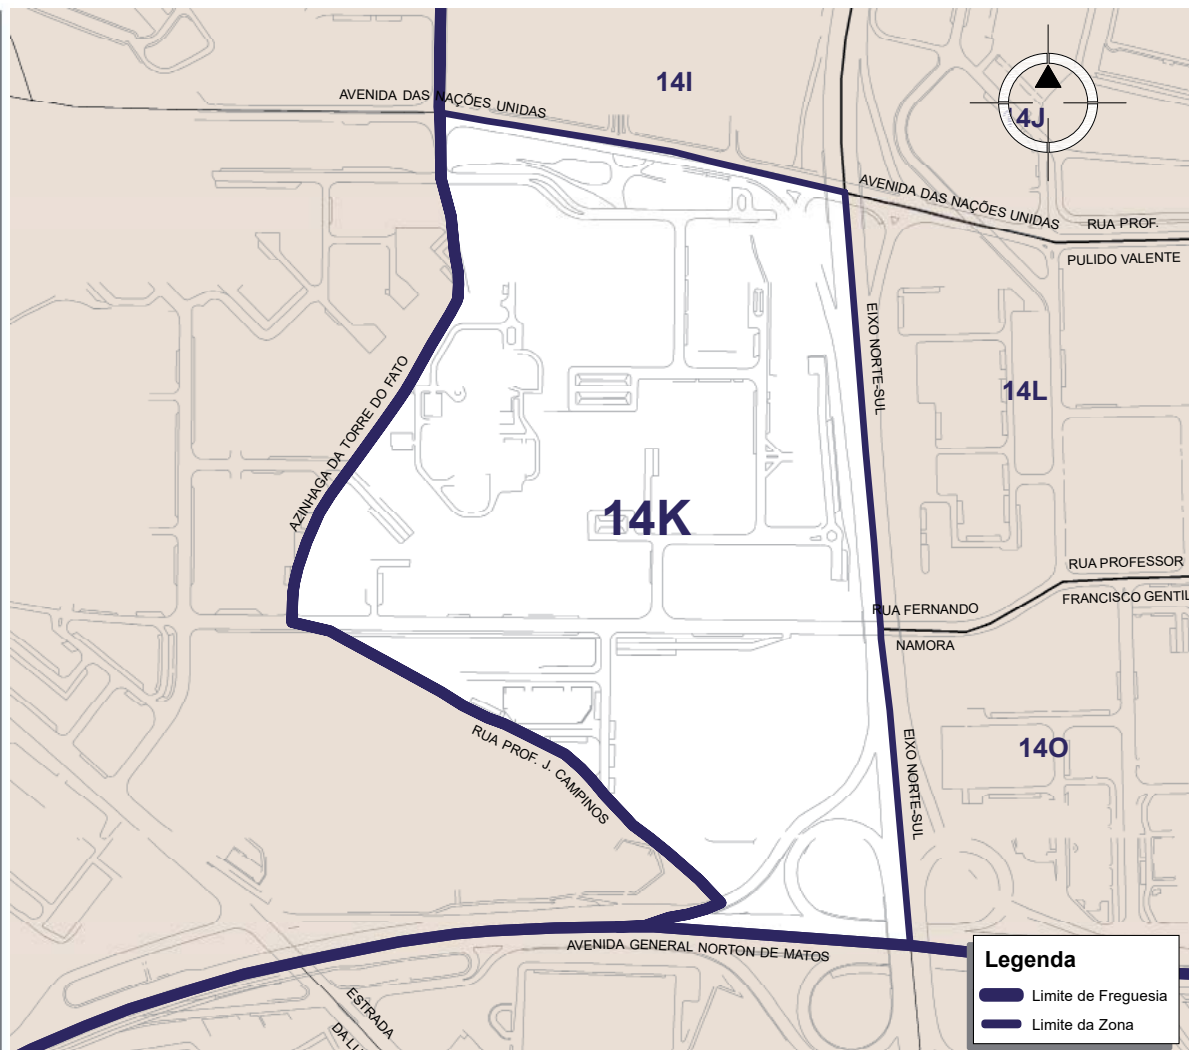 14I
14J
AVENIDA DAS NAÇÕES UNIDAS
AVENIDA DAS NAÇÕES UNIDAS
RUA PROF.
PULIDO VALENTE
EIXO NORTE-SUL
AZINHAGA DA TORRE DO FATO
14L
14K
RUA PROFESSOR
FRANCISCO GENTIL
RUA FERNANDO
NAMORA
RUA PROF. J. CAMPINOS
EIXO NORTE-SUL
14O
AVENIDA GENERAL NORTON DE MATOS
ESTRADA
Legenda
Limite de Freguesia
Limite da Zona